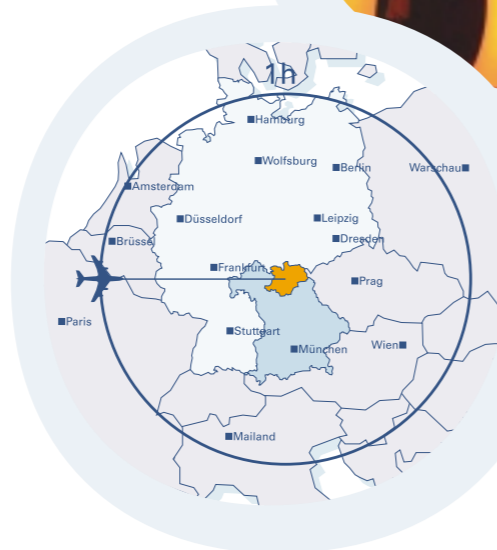 1h
Hamburg
Wolfsburg
Berlin
Warschau
Amsterdam
Düsseldorf
Leipzig
Brüssel
Dresden
Frankfurt
Prag
Paris
Stuttgart
München
Wien
Mailand